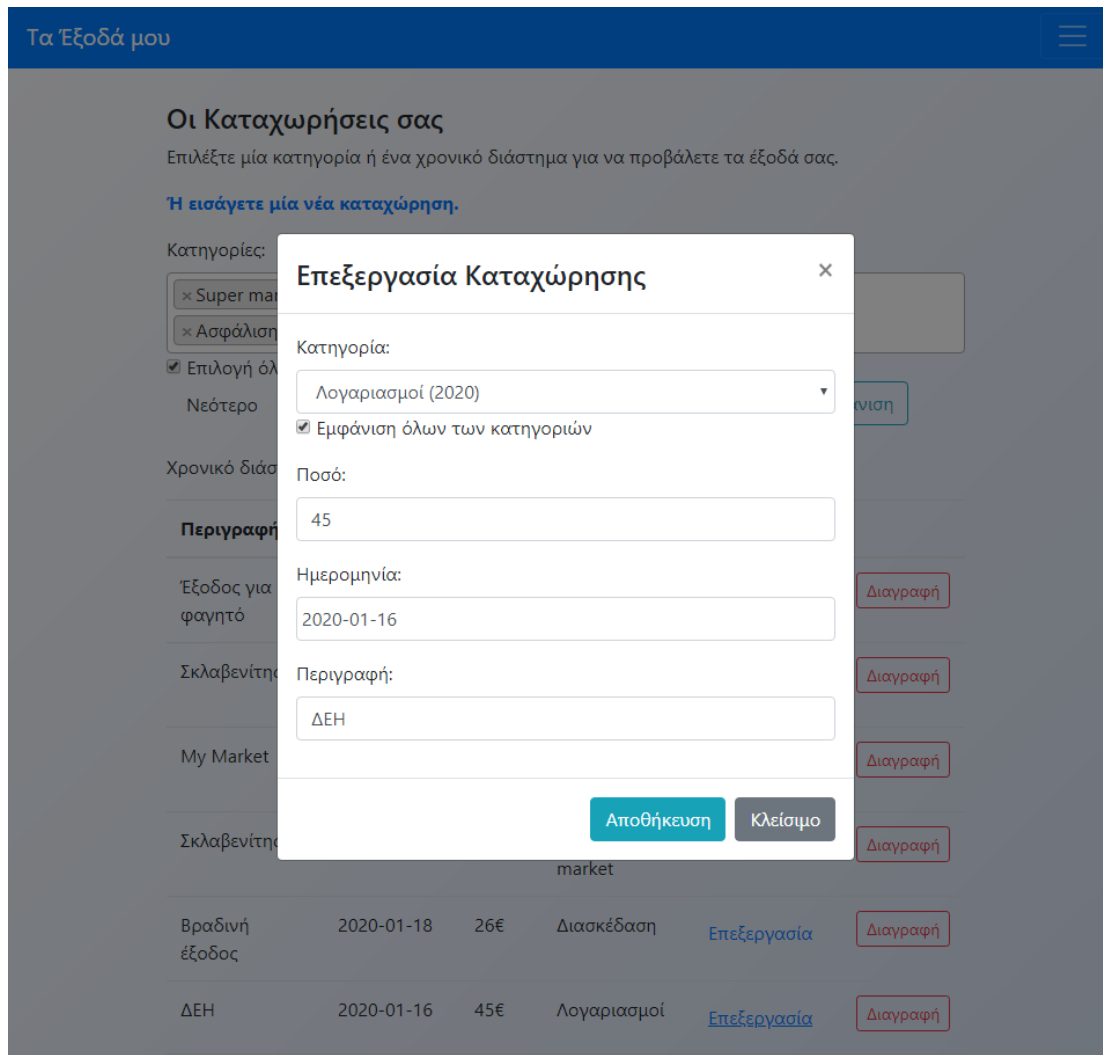 Τα Έξοδά μου
Οι Καταχωρήσεις σας
Επιλέξτε μία κατηγορία ή ένα χρονικό διάστημα για να προβάλετε τα έξοδά σας.
Ή εισάγετε μία νέα καταχώρηση.
Κατηγορίες:
× Super mar
× Ασφάλιση
Επιλογή όλ
Νεότερο
νιση
Χρονικό διάσ
Περιγραφή
Έξοδος για
φαγητό
Διαγραφή
Σκλαβενίτης
Διαγραφή
My Market
Διαγραφή
Σκλαβενίτης
market
Διαγραφή
Βραδινή
έξοδος
2020-01-18 26€ Διασκέδαση Επεξεργασία Διαγραφή
ΔΕΗ 2020-01-16 45€ Λογαριασμοί Επεξεργασία Διαγραφή
Επεξεργασία Καταχώρησης ×
Κατηγορία:
Λογαριασμοί (2020)
Εμφάνιση όλων των κατηγοριών
Ποσό:
45
Ημερομηνία:
2020-01-16
Περιγραφή:
ΔΕΗ
Αποθήκευση Κλείσιμο